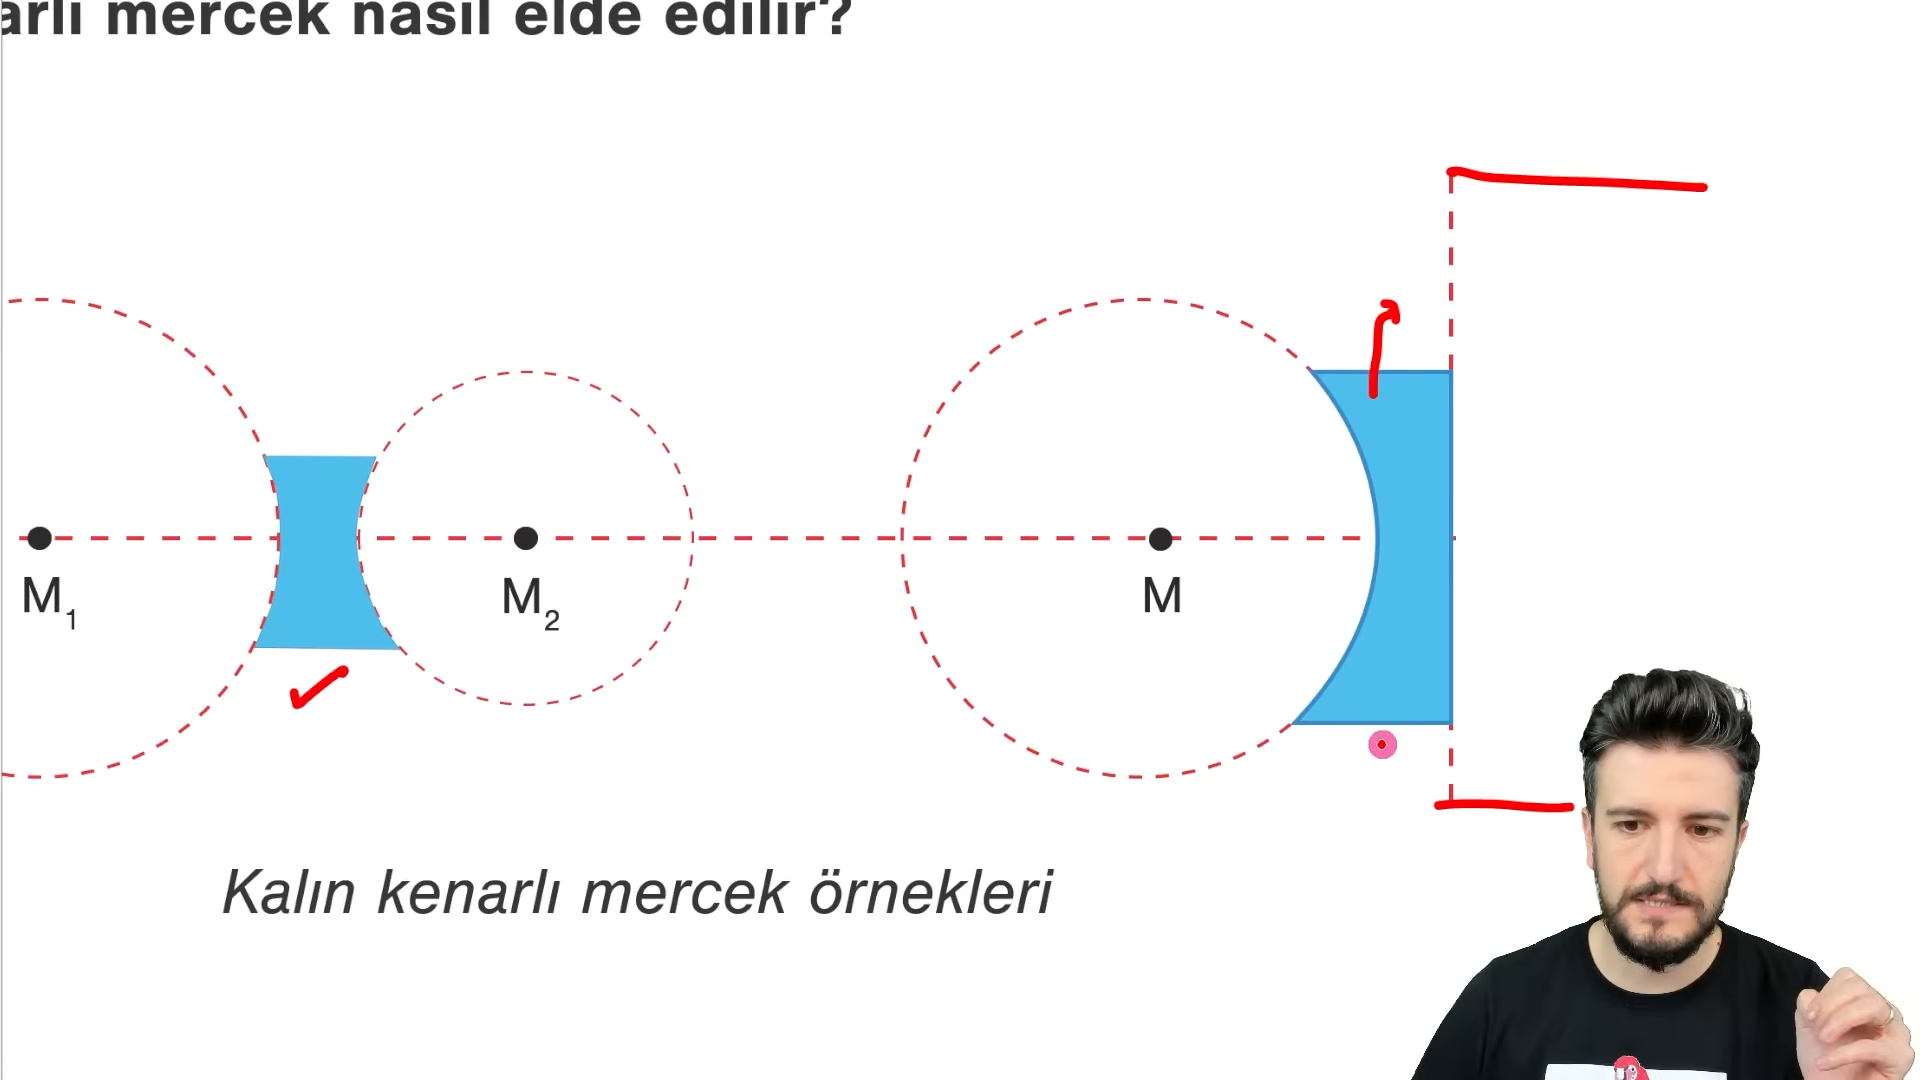 arlı mercek nasıl elde edilir?
M1
M2
M
Kalın kenarlı mercek örnekleri